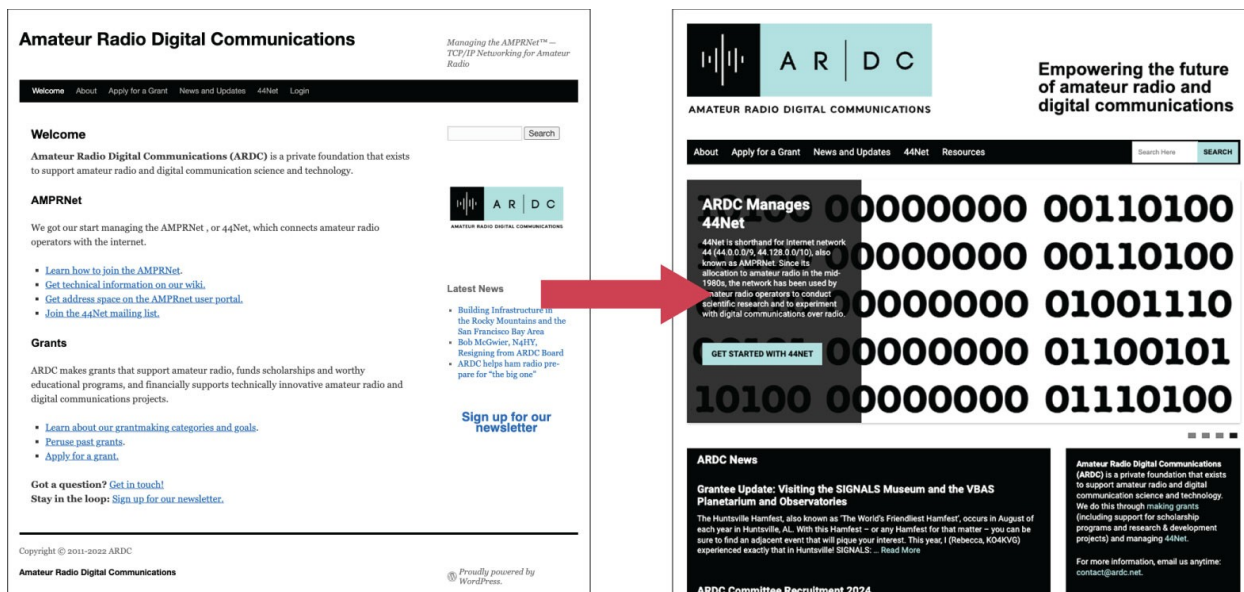 Amateur Radio Digital Communications
Managing the AMPRNet™ —
TCP/IP Networking for Amateur
Radio
Welcome About Apply for a Grant News and Updates 44Net Login
Welcome
Amateur Radio Digital Communications (ARDC) is a private foundation that exists
to support amateur radio and digital communication science and technology.
AMPRNet
We got our start managing the AMPRNet , or 44Net, which connects amateur radio
operators with the internet.
▪ Learn how to join the AMPRNet.
▪ Get technical information on our wiki.
▪ Get address space on the AMPRnet user portal.
▪ Join the 44Net mailing list.
Grants
ARDC makes grants that support amateur radio, funds scholarships and worthy
educational programs, and financially supports technically innovative amateur radio and
digital communications projects.
▪ Learn about our grantmaking categories and goals.
▪ Peruse past grants.
▪ Apply for a grant.
Got a question? Get in touch!
Stay in the loop: Sign up for our newsletter.
Search
A R | D C
AMATEUR RADIO DIGITAL COMMUNICATIONS
Latest News
▪ Building Infrastructure in
the Rocky Mountains and the
San Francisco Bay Area
▪ Bob McGwier, N4HY,
Resigning from ARDC Board
▪ ARDC helps ham radio pre-
pare for "the big one"
Sign up for our
newsletter
Copyright © 2011-2022 ARDC
Amateur Radio Digital Communications
Proudly powered by
WordPress.
A R | D C
AMATEUR RADIO DIGITAL COMMUNICATIONS
Empowering the future
of amateur radio and
digital communications
About Apply for a Grant News and Updates 44Net Resources
Search Here SEARCH
ARDC Manages
44Net
44Net is shorthand for internet network
44 (44.0.0.0/9, 44.128.0.0/10), also
known as AMPRNet. Since its
allocation to amateur radio in the mid-
1980s, the network has been used by
amateur radio operators to conduct
scientific research and to experiment
with digital communications over radio.
GET STARTED WITH 44NET
00000000 00110100
00000000 00110100
00000000 01001110
00000000 01100101
10100 00000000 01110100
ARDC News
Grantee Update: Visiting the SIGNALS Museum and the VBAS
Planetarium and Observatories
The Huntsville Hamfest, also known as 'The World's Friendliest Hamfest', occurs in August of
each year in Huntsville, AL. With this Hamfest – or any Hamfest for that matter – you can be
sure to find an adjacent event that will pique your interest. This year, I (Rebecca, KO4KVG)
experienced exactly that in Huntsville! SIGNALS: ... Read More
ARDC Committee Recruitment 2024
Amateur Radio Digital Communications
(ARDC) is a private foundation that exists
to support amateur radio and digital
communication science and technology.
We do this through making grants
(including support for scholarship
programs and research & development
projects) and managing 44Net.
For more information, email us anytime:
contact@ardc.net.